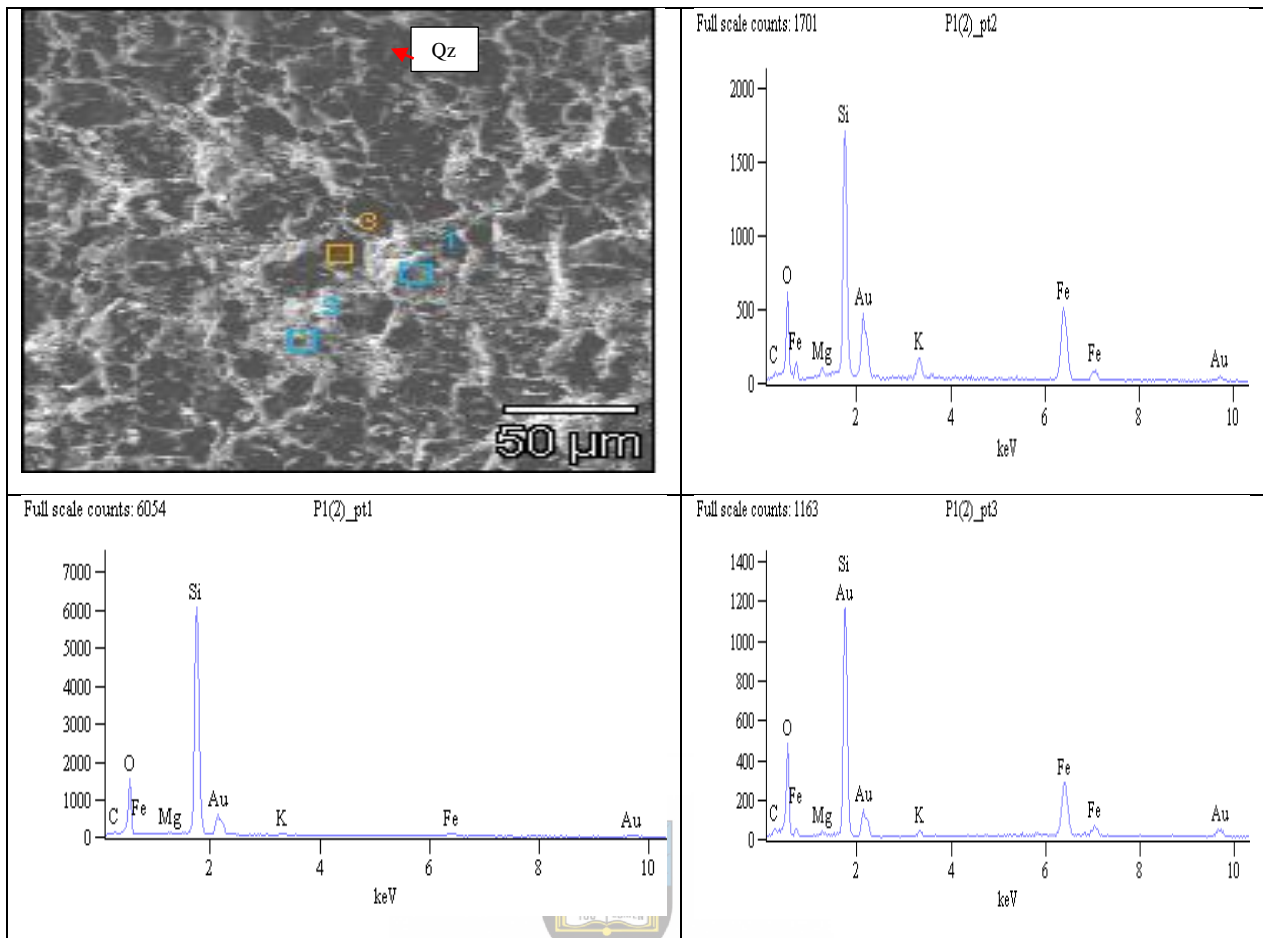 Qz
50 µm
Full scale counts: 1701
P1(2)_pt2
2000
1500
1000
500
0
Si
O
Au
Fe
C
Fe
Mg
K
Fe
Au
2
4
6
8
10
keV
Full scale counts: 6054
P1(2)_pt1
7000
6000
5000
4000
3000
2000
1000
0
Si
O
C
Fe
Mg
Au
K
Fe
Au
2
4
6
8
10
keV
Full scale counts: 1163
P1(2)_pt3
1400
1200
1000
800
600
400
200
0
Si
Au
O
Fe
C
Fe
Mg
Au
K
Fe
Au
2
4
6
8
10
keV